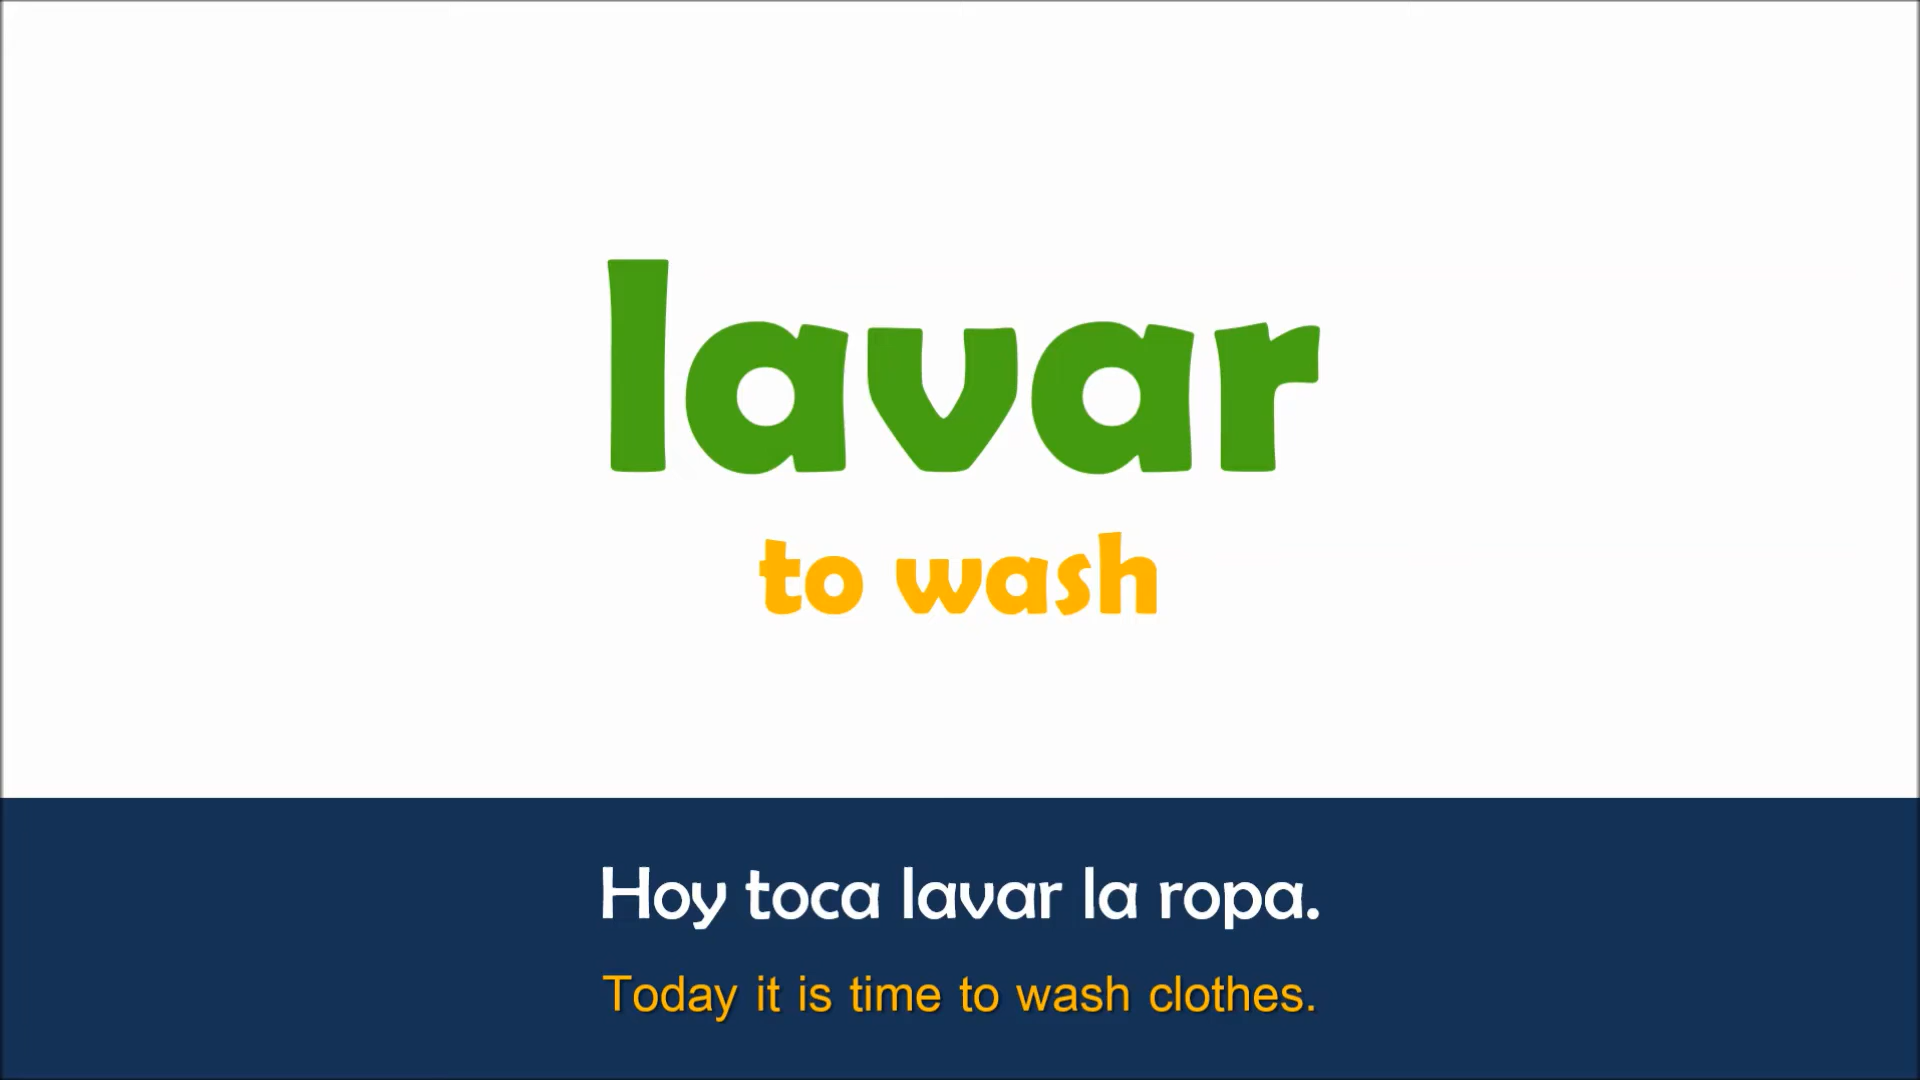 lavar
to wash
Hoy toca lavar la ropa.
Today it is time to wash clothes.